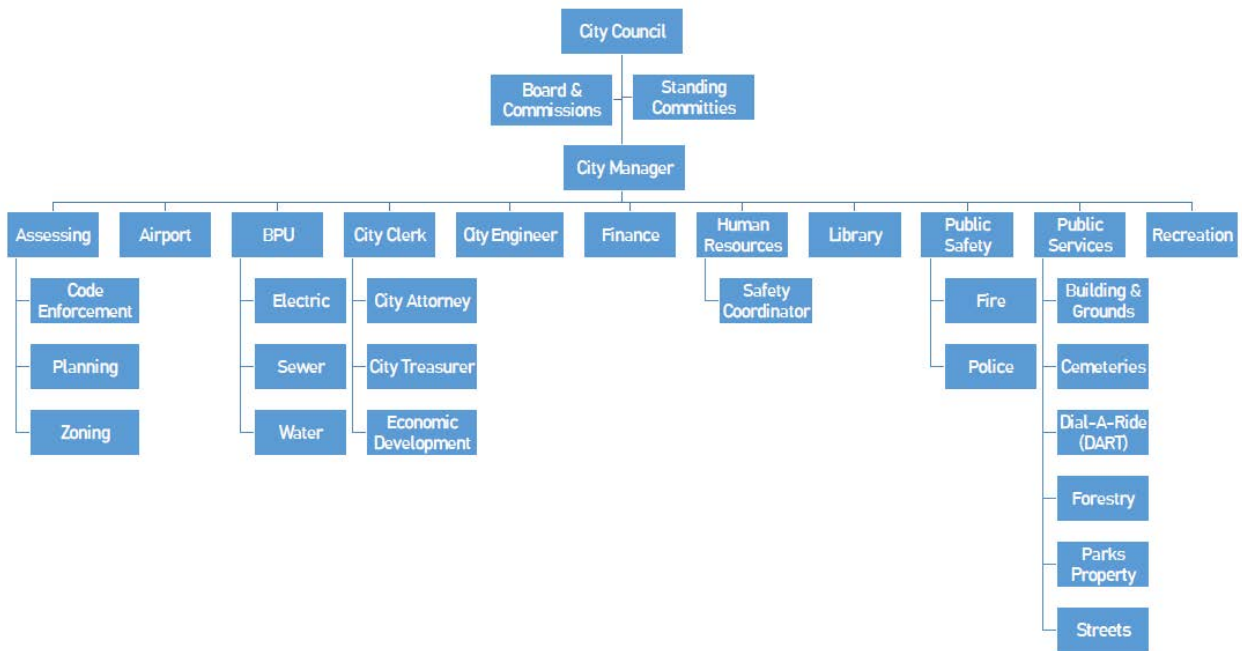 City Council
Board &
Commissions
Standing
Committies
City Manager
Assessing
Airport
BPU
City Clerk
City Engineer
Finance
Human
Resources
Library
Public
Safety
Public
Services
Recreation
Code
Enforcement
Planning
Zoning
Electric
Sewer
Water
City Attorney
City Treasurer
Economic
Development
Safety
Coordinator
Fire
Police
Building &
Grounds
Cemeteries
Dial-A-Ride
(DART)
Forestry
Parks
Property
Streets